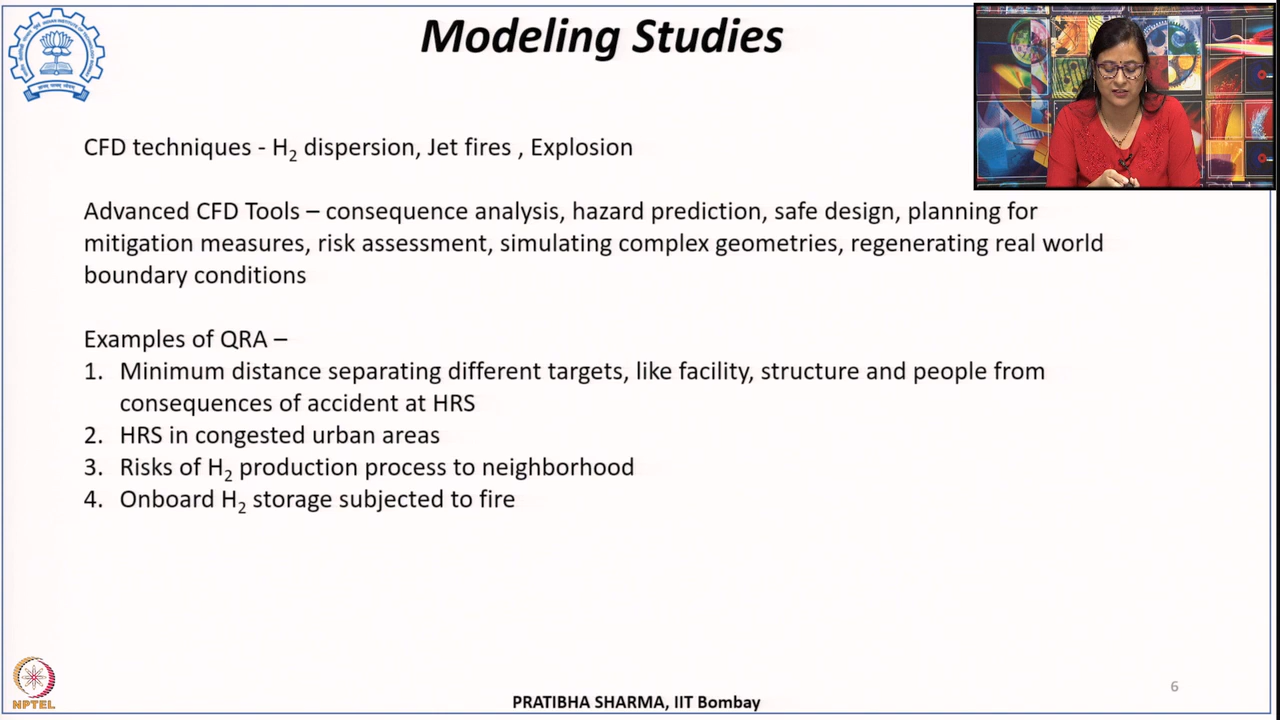 Modeling Studies
CFD techniques - H2 dispersion, Jet fires , Explosion
Advanced CFD Tools – consequence analysis, hazard prediction, safe design, planning for
mitigation measures, risk assessment, simulating complex geometries, regenerating real world
boundary conditions
Examples of QRA –
1. Minimum distance separating different targets, like facility, structure and people from
consequences of accident at HRS
2. HRS in congested urban areas
3. Risks of H2 production process to neighborhood
4. Onboard H2 storage subjected to fire
NPTEL
PRATIBHA SHARMA, IIT Bombay
6